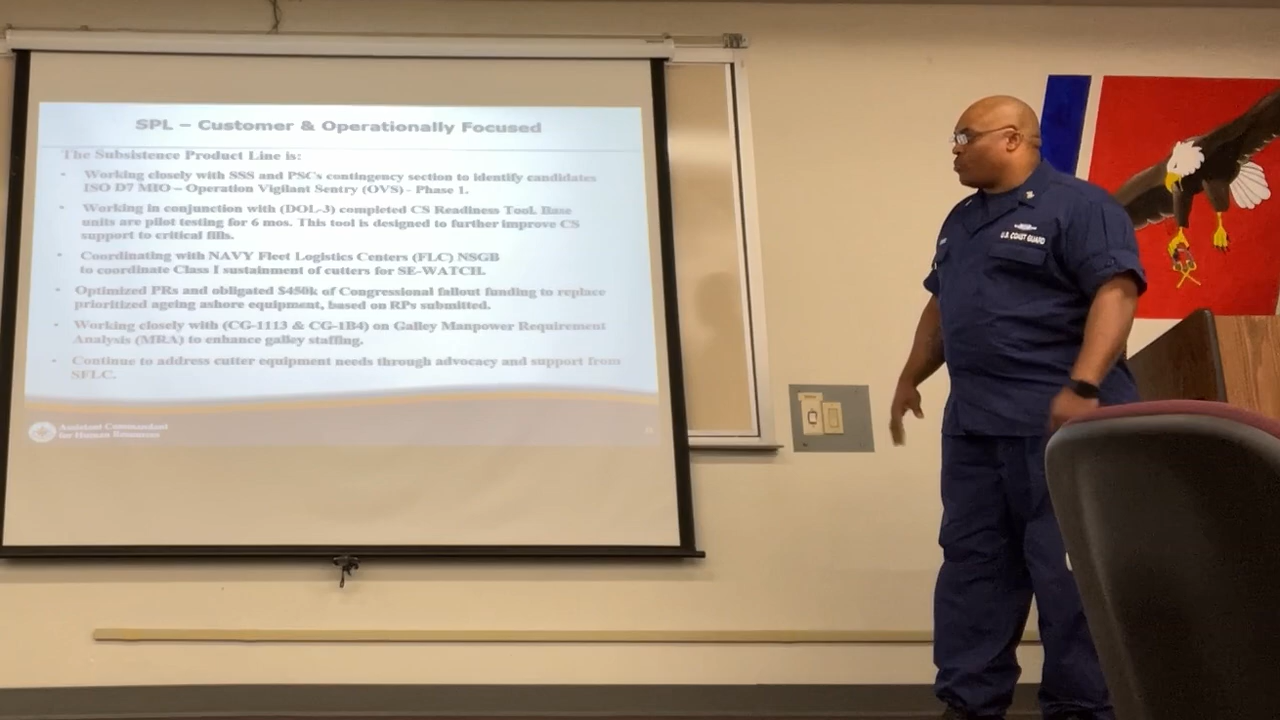 SPL – Customer & Operationally Focused
The Subsistence Product Line is:
• Working closely with SSS and PSCs contingency section to identify candidates
ISO D7 MIO – Operation Vigilant Sentry (OVS) - Phase 1.
• Working in conjunction with (DOL-3) completed CS Readiness Tool. Base
units are pilot testing for 6 mos. This tool is designed to further improve CS
support to critical fills.
• Coordinating with NAVY Fleet Logistics Centers (FLC) NSGB
to coordinate Class I sustainment of cutters for SE-WATCH.
• Optimized PRs and obligated $450k of Congressional fallout funding to replace
prioritized ageing ashore equipment, based on RPs submitted.
• Working closely with (CG-1113 & CG-1B4) on Galley Manpower Requirement
Analysis (MRA) to enhance galley staffing.
• Continue to address cutter equipment needs through advocacy and support from
SFLC.
Assistant Commandant
for Human Resources
U.S. COAST GUARD